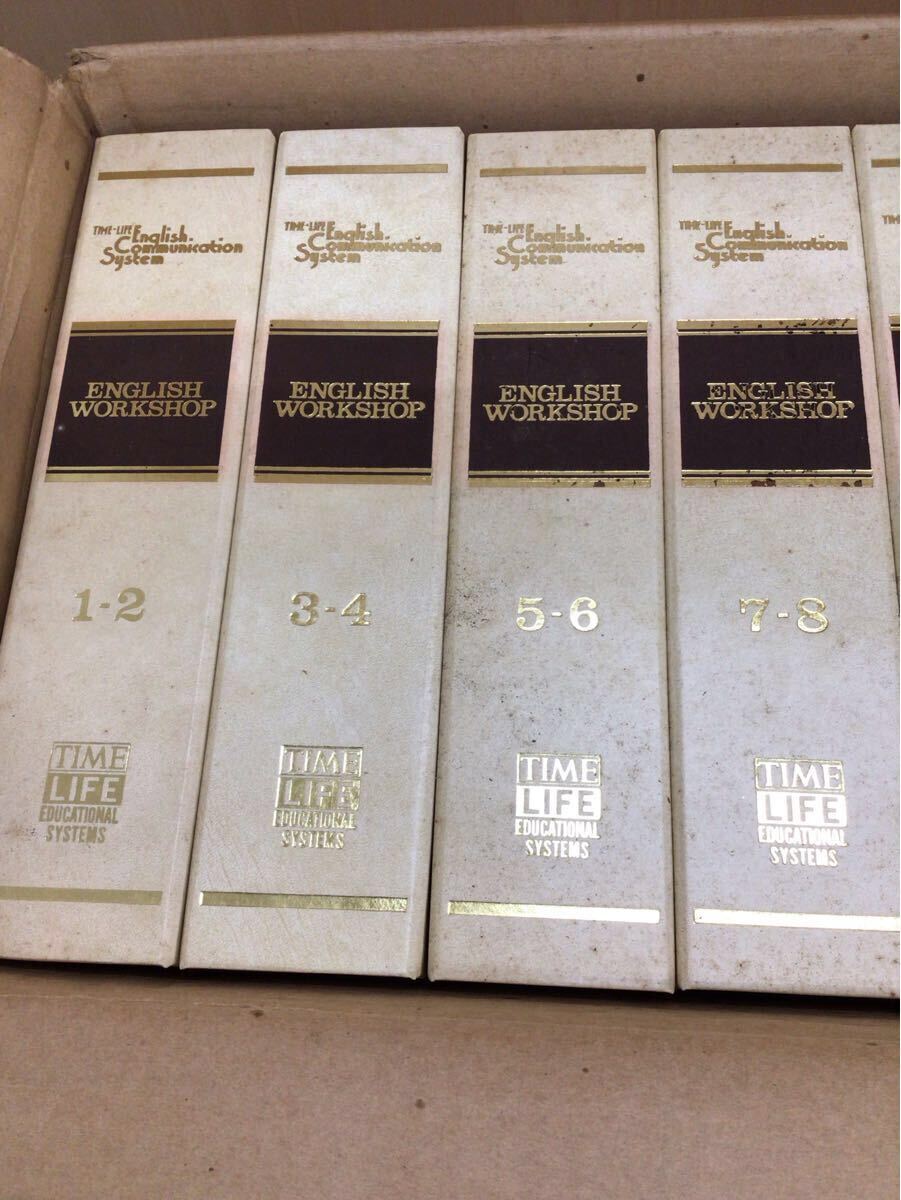 TIME-LIFE English
Communication
System
ENGLISH
WORKSHOP
1-2
TIME
LIFE
EDUCATIONAL
SYSTEMS
TIME-LIFE English
Communication
System
ENGLISH
WORKSHOP
3-4
TIME
LIFE
EDUCATIONAL
SYSTEMS
TIME-LIFE English
Communication
System
ENGLISH
WORKSHOP
5-6
TIME
LIFE
EDUCATIONAL
SYSTEMS
TIME-LIFE English
Communication
System
ENGLISH
WORKSHOP
7-8
TIME
LIFE
EDUCATIONAL
SYSTEMS